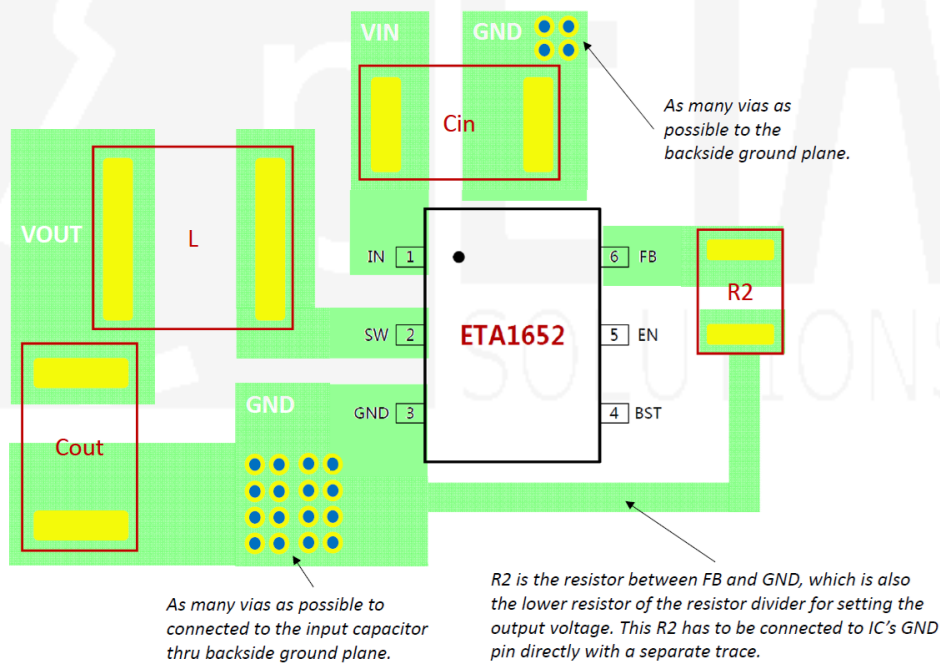 VIN
GND
As many vias as
possible to the
backside ground plane.
Cin
VOUT
L
IN 1
6 FB
R2
SW 2
ETA1652
5 EN
GND
GND 3
4 BST
Cout
SOLUTIONS
As many vias as possible to
connected to the input capacitor
thru backside ground plane.
R2 is the resistor between FB and GND, which is also
the lower resistor of the resistor divider for setting the
output voltage. This R2 has to be connected to IC's GND
pin directly with a separate trace.